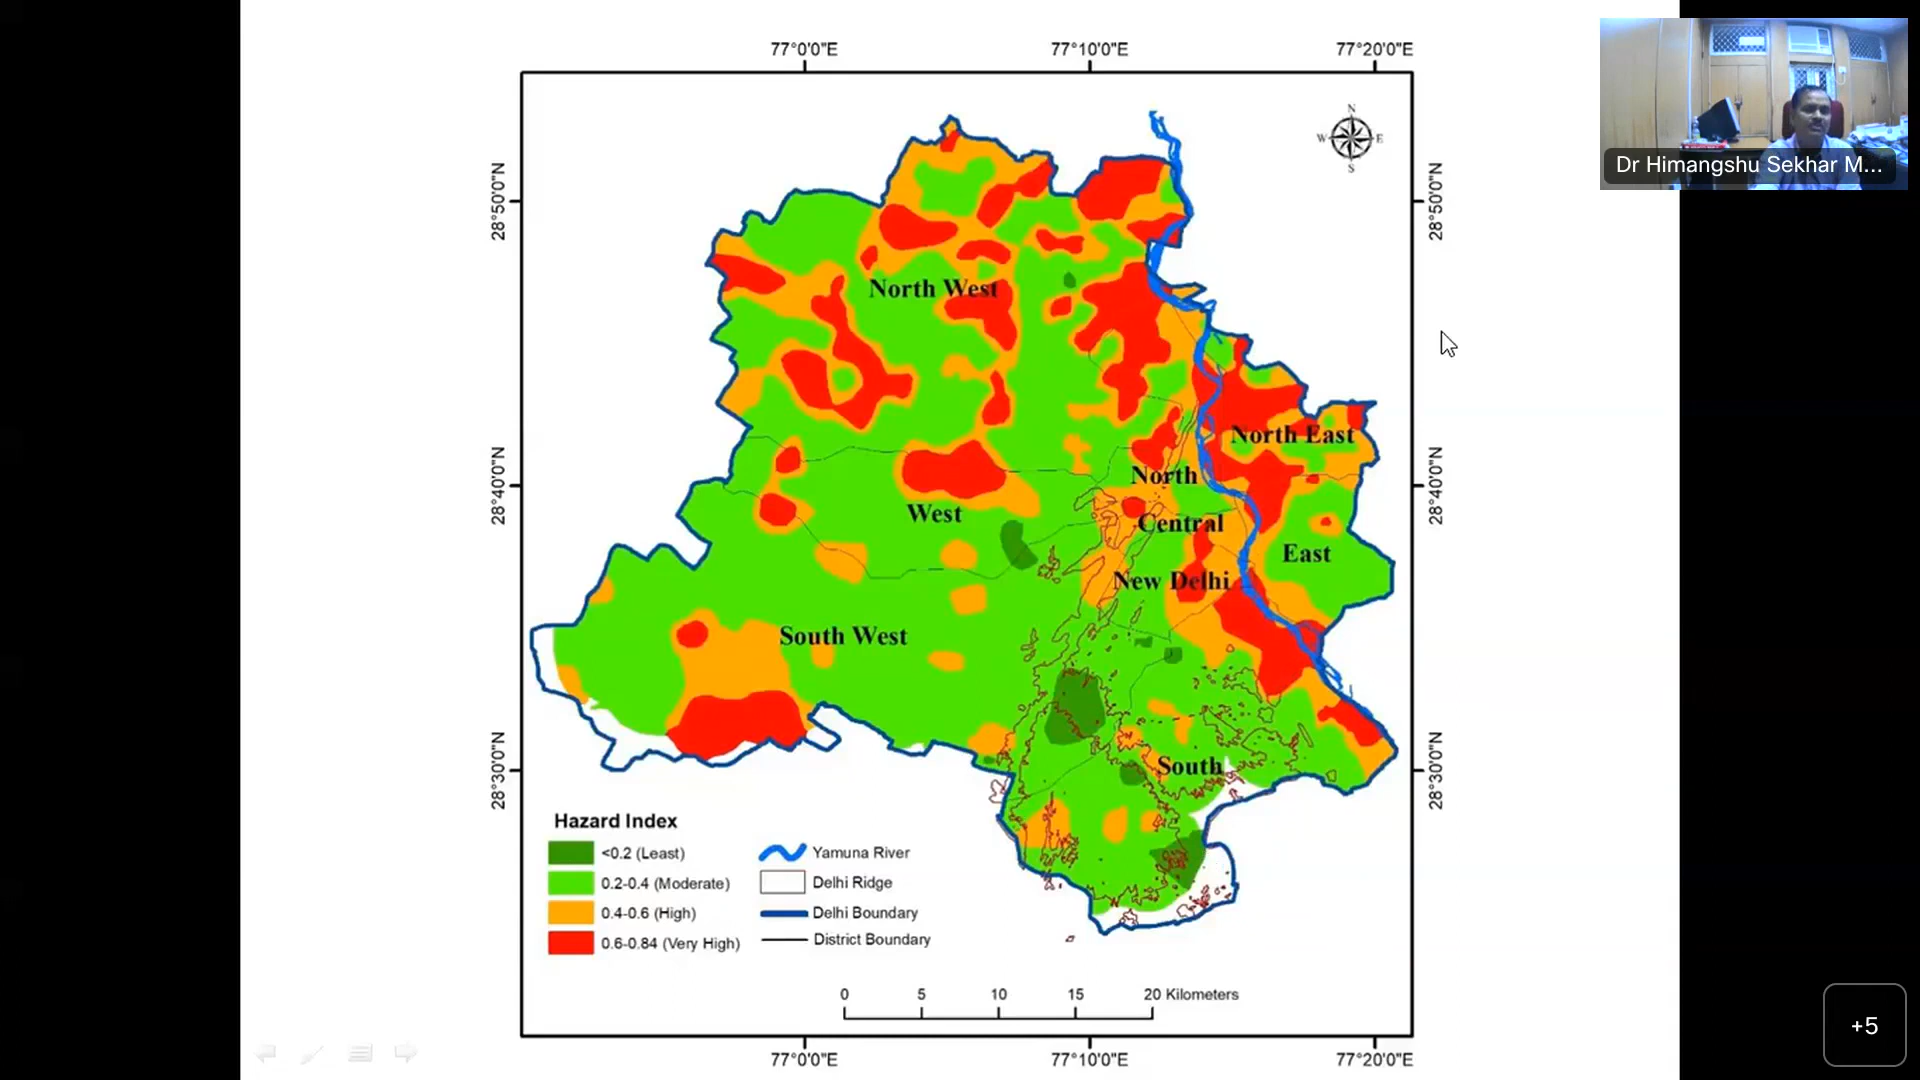 77°0'0"E 77°10'0"E 77°20'0"E
Dr Himangshu Sekhar M...
N
W E
S
28°50'0"N 28°50'0"N
North West
North East
28°40'0"N 28°40'0"N
North
West
Central
East
New Delhi
South West
28°30'0"N 28°30'0"N
South
Hazard Index
<0.2 (Least)
0.2-0.4 (Moderate)
0.4-0.6 (High)
0.6-0.84 (Very High)
Yamuna River
Delhi Ridge
Delhi Boundary
District Boundary
0 5 10 15 20 Kilometers
+5
77°0'0"E 77°10'0"E 77°20'0"E